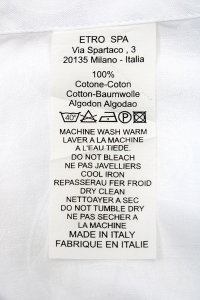 ETRO SPA
Via Spartaco , 3
20135 Milano - Italia
100%
Cotone-Coton
Cotton-Baumwolle
Algodon Algodao
40°
MACHINE WASH WARM
LAVER A LA MACHINE
A L'EAU TIEDE.
DO NOT BLEACH
NE PAS JAVELLIERS
COOL IRON
REPASSERAU FER FROID
DRY CLEAN
NETTOAYER A SEC
DO NOT TUMBLE DRY
NE PAS SECHER A
LA MACHINE
MADE IN ITALY
FABRIQUE EN ITALIE